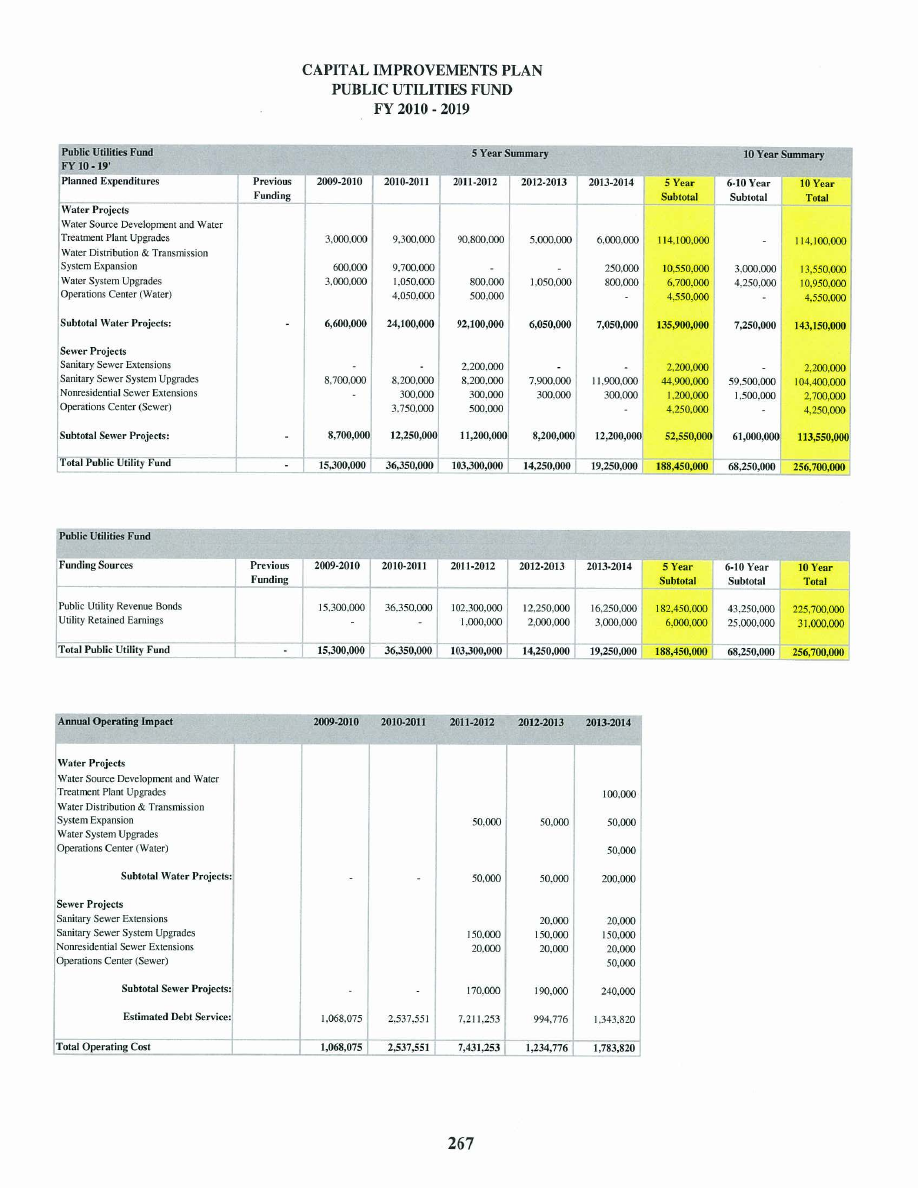 CAPITAL IMPROVEMENTS PLAN
PUBLIC UTILITIES FUND
FY 2010 - 2019
Public Utilities Fund 5 Year Summary 10 Year Summary
FY 10 - 19'
Planned Expenditures Previous 2009-2010 2010-2011 2011-2012 2012-2013 2013-2014 5 Year 6-10 Year 10 Year
Funding Subtotal Subtotal Total
Water Projects
Water Source Development and Water
Treatment Plant Upgrades 3,000,000 9,300,000 90,800,000 5,000,000 6,000,000 114,100,000 - 114,100,000
Water Distribution & Transmission
System Expansion 600,000 9,700,000 - - 250,000 10,550,000 3,000,000 13,550,000
Water System Upgrades 3,000,000 1,050,000 800,000 1,050,000 800,000 6,700,000 4,250,000 10,950,000
Operations Center (Water) 4,050,000 500,000 - 4,550,000 - 4,550,000
Subtotal Water Projects: - 6,600,000 24,100,000 92,100,000 6,050,000 7,050,000 135,900,000 7,250,000 143,150,000
Sewer Projects
Sanitary Sewer Extensions - - 2,200,000 - - 2,200,000 - 2,200,000
Sanitary Sewer System Upgrades 8,700,000 8,200,000 8,200,000 7,900,000 11,900,000 44,900,000 59,500,000 104,400,000
Nonresidential Sewer Extensions - 300,000 300,000 300,000 300,000 1,200,000 1,500,000 2,700,000
Operations Center (Sewer) 3,750,000 500,000 - 4,250,000 - 4,250,000
Subtotal Sewer Projects: - 8,700,000 12,250,000 11,200,000 8,200,000 12,200,000 52,550,000 61,000,000 113,550,000
Total Public Utility Fund - 15,300,000 36,350,000 103,300,000 14,250,000 19,250,000 188,450,000 68,250,000 256,700,000
Public Utilities Fund
Funding Sources Previous 2009-2010 2010-2011 2011-2012 2012-2013 2013-2014 5 Year 6-10 Year 10 Year
Funding Subtotal Subtotal Total
Public Utility Revenue Bonds 15,300,000 36,350,000 102,300,000 12,250,000 16,250,000 182,450,000 43,250,000 225,700,000
Utility Retained Earnings - - 1,000,000 2,000,000 3,000,000 6,000,000 25,000,000 31,000,000
Total Public Utility Fund - 15,300,000 36,350,000 103,300,000 14,250,000 19,250,000 188,450,000 68,250,000 256,700,000
Annual Operating Impact 2009-2010 2010-2011 2011-2012 2012-2013 2013-2014
Water Projects
Water Source Development and Water
Treatment Plant Upgrades 100,000
Water Distribution & Transmission
System Expansion 50,000 50,000 50,000
Water System Upgrades
Operations Center (Water) 50,000
Subtotal Water Projects: - - 50,000 50,000 200,000
Sewer Projects
Sanitary Sewer Extensions 20,000 20,000
Sanitary Sewer System Upgrades 150,000 150,000 150,000
Nonresidential Sewer Extensions 20,000 20,000 20,000
Operations Center (Sewer) 50,000
Subtotal Sewer Projects: - - 170,000 190,000 240,000
Estimated Debt Service: 1,068,075 2,537,551 7,211,253 994,776 1,343,820
Total Operating Cost 1,068,075 2,537,551 7,431,253 1,234,776 1,783,820
267